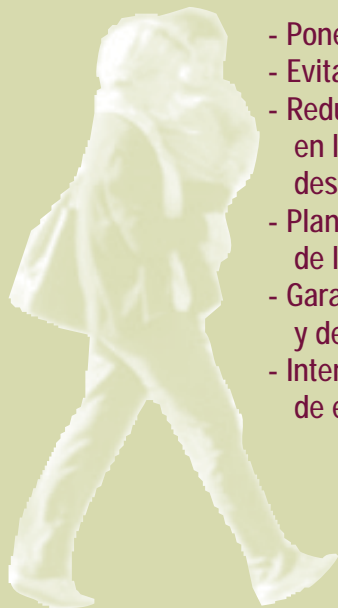 - Pone
- Evita
- Redu
en l
des
- Plan
de l
- Gara
y de
- Inter
de e